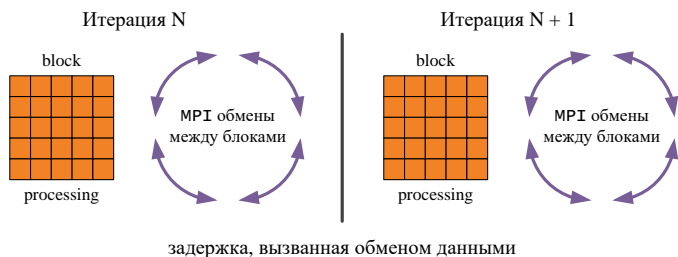 Итерация N
Итерация N + 1
block
MPI обмены
между блоками
processing
block
MPI обмены
между блоками
processing
задержка, вызванная обменом данными